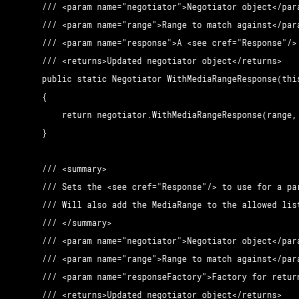 /// <param name="negotiator">Negotiator object</para
/// <param name="range">Range to match against</para
/// <param name="response">A <see cref="Response"/>
/// <returns>Updated negotiator object</returns>
public static Negotiator WithMediaRangeResponse(this
{
return negotiator.WithMediaRangeResponse(range,
}
/// <summary>
/// Sets the <see cref="Response"/> to use for a pa
/// Will also add the MediaRange to the allowed list
/// </summary>
/// <param name="negotiator">Negotiator object</para
/// <param name="range">Range to match against</para
/// <param name="responseFactory">Factory for return
/// <returns>Updated negotiator object</returns>